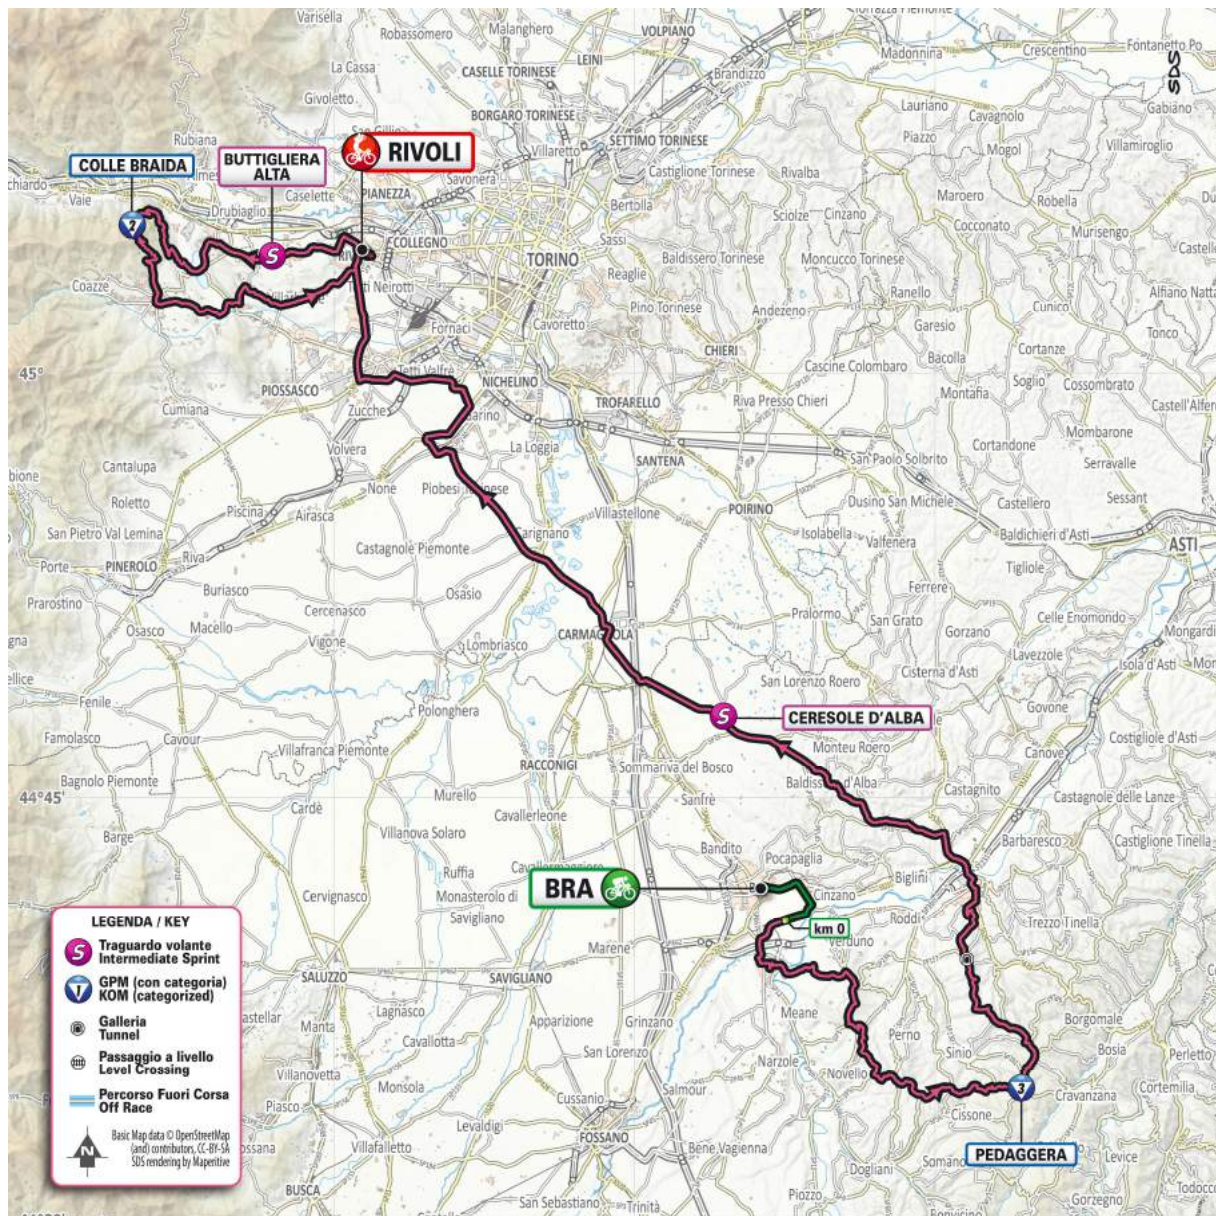 Varisella
Robassomero
Malanghero
VOLPIANO
Madonnina
Crescentino
Fontanetto Po
SDS
LEINI
La Cassa
CASELLE TORINESE
Brandizzo
Givoletto
Lauriano
Gabiano
Cavagnolo
BORGARO TORINESE
Rubiana
SETTIMO TORINESE
Piazzo
Mogol
Villamiroglio
RIVOLI
COLLE BRAIDA
BUTTIGLIERA
ALTA
Villaretto
Castiglione Torinese
Rivalba
PIANEZZA
Savonera
Caselette
Maroero
Robella
Vaie
Bertolla
Drubiaglio
Sciolze
Cinzano
Cocconato
Murisengo
2
COLLEGNO
Sassi
S
TORINO
Baldissero Torinese
Moncucco Torinese
Reaglie
Coazze
Tetti Neirotti
Ranello
Alfiano Natta
Pino Torinese
Andezeno
Cunico
Cavoretto
Garesio
Fornaci
Tonco
CHIERI
Bacolla
Cortanze
45°
Tetti Valfrè
Cascine Colombaro
NICHELINO
Soglio
Cossombrato
PIOSSASCO
Montafia
TROFARELLO
Riva Presso Chieri
Cumiana
Zucche
Castell'Alfero
Mombarone
La Loggia
Volvera
Cortandone
SANTENA
San Paolo Solbrito
Serravalle
Cantalupa
None
Piobesi Torinese
Sessant
Roletto
Castellero
Dusino San Michele
Piscina
Airasca
Villastellone
POIRINO
San Pietro Val Lemina
Carignano
Isolabella
Baldichieri d'Asti
Valfenera
ASTI
Riva
Castagnole Piemonte
Porte
PINEROLO
Tigliole
Buriasco
Osasio
Ferrere
Prarostino
Cercenasco
Pralormo
Celle Enomondo
San Grato
Osasco
Macello
Vigone
CARMAGNOLA
Gorzano
Lombriasco
Lavezzole
Isola d'Asti
Cisterna d'Asti
San Lorenzo Roero
Fenile
Polonghera
S
CERESOLE D'ALBA
Govone
Famolasco
Cavour
Costigliole d'Asti
Villafranca Piemonte
Monteu Roero
Canove
RACCONIGI
Sommariva del Bosco
Bagnolo Piemonte
Baldissero d'Alba
Castagnito
44°45'
Murello
Sanfrè
Castagnole delle Lanze
Cardè
Cavallerleone
Barge
Villanova Solaro
Barbaresco
Castiglione Tinella
Bandito
Pocapaglia
Cavallermaggiore
Ruffia
Biglini
BRA
Cinzano
Cervignasco
Monasterolo di
Savigliano
Roddi
Trezzo Tinella
km 0
Verduno
Marene
SALUZZO
SAVIGLIANO
Lagnasco
Meane
Manta
Apparizione
Grinzano
Borgomale
Perno
Cavallotta
Bosia
San Lorenzo
Perletto
Sinio
Narzole
Villanovetta
Monsola
Novello
Salmour
3
Cortemilia
Cravanzana
Cussanio
Piasco
Cissone
Levaldigi
FOSSANO
Villafalletto
Bene Vagienna
PEDAGGERA
Levice
Dogliani
BUSCA
Piozzo
San Sebastiano
Trinità
Gorzegno
LEGENDA / KEY
S
Traguardo volante
Intermediate Sprint
1
GPM (con categoria)
KOM (categorized)
Galleria
Tunnel
Passaggio a livello
Level Crossing
Percorso Fuori Corsa
Off Race
N
Basic Map data © OpenStreetMap
(and) contributors, CC-BY-SA
SDS rendering by Maperitive